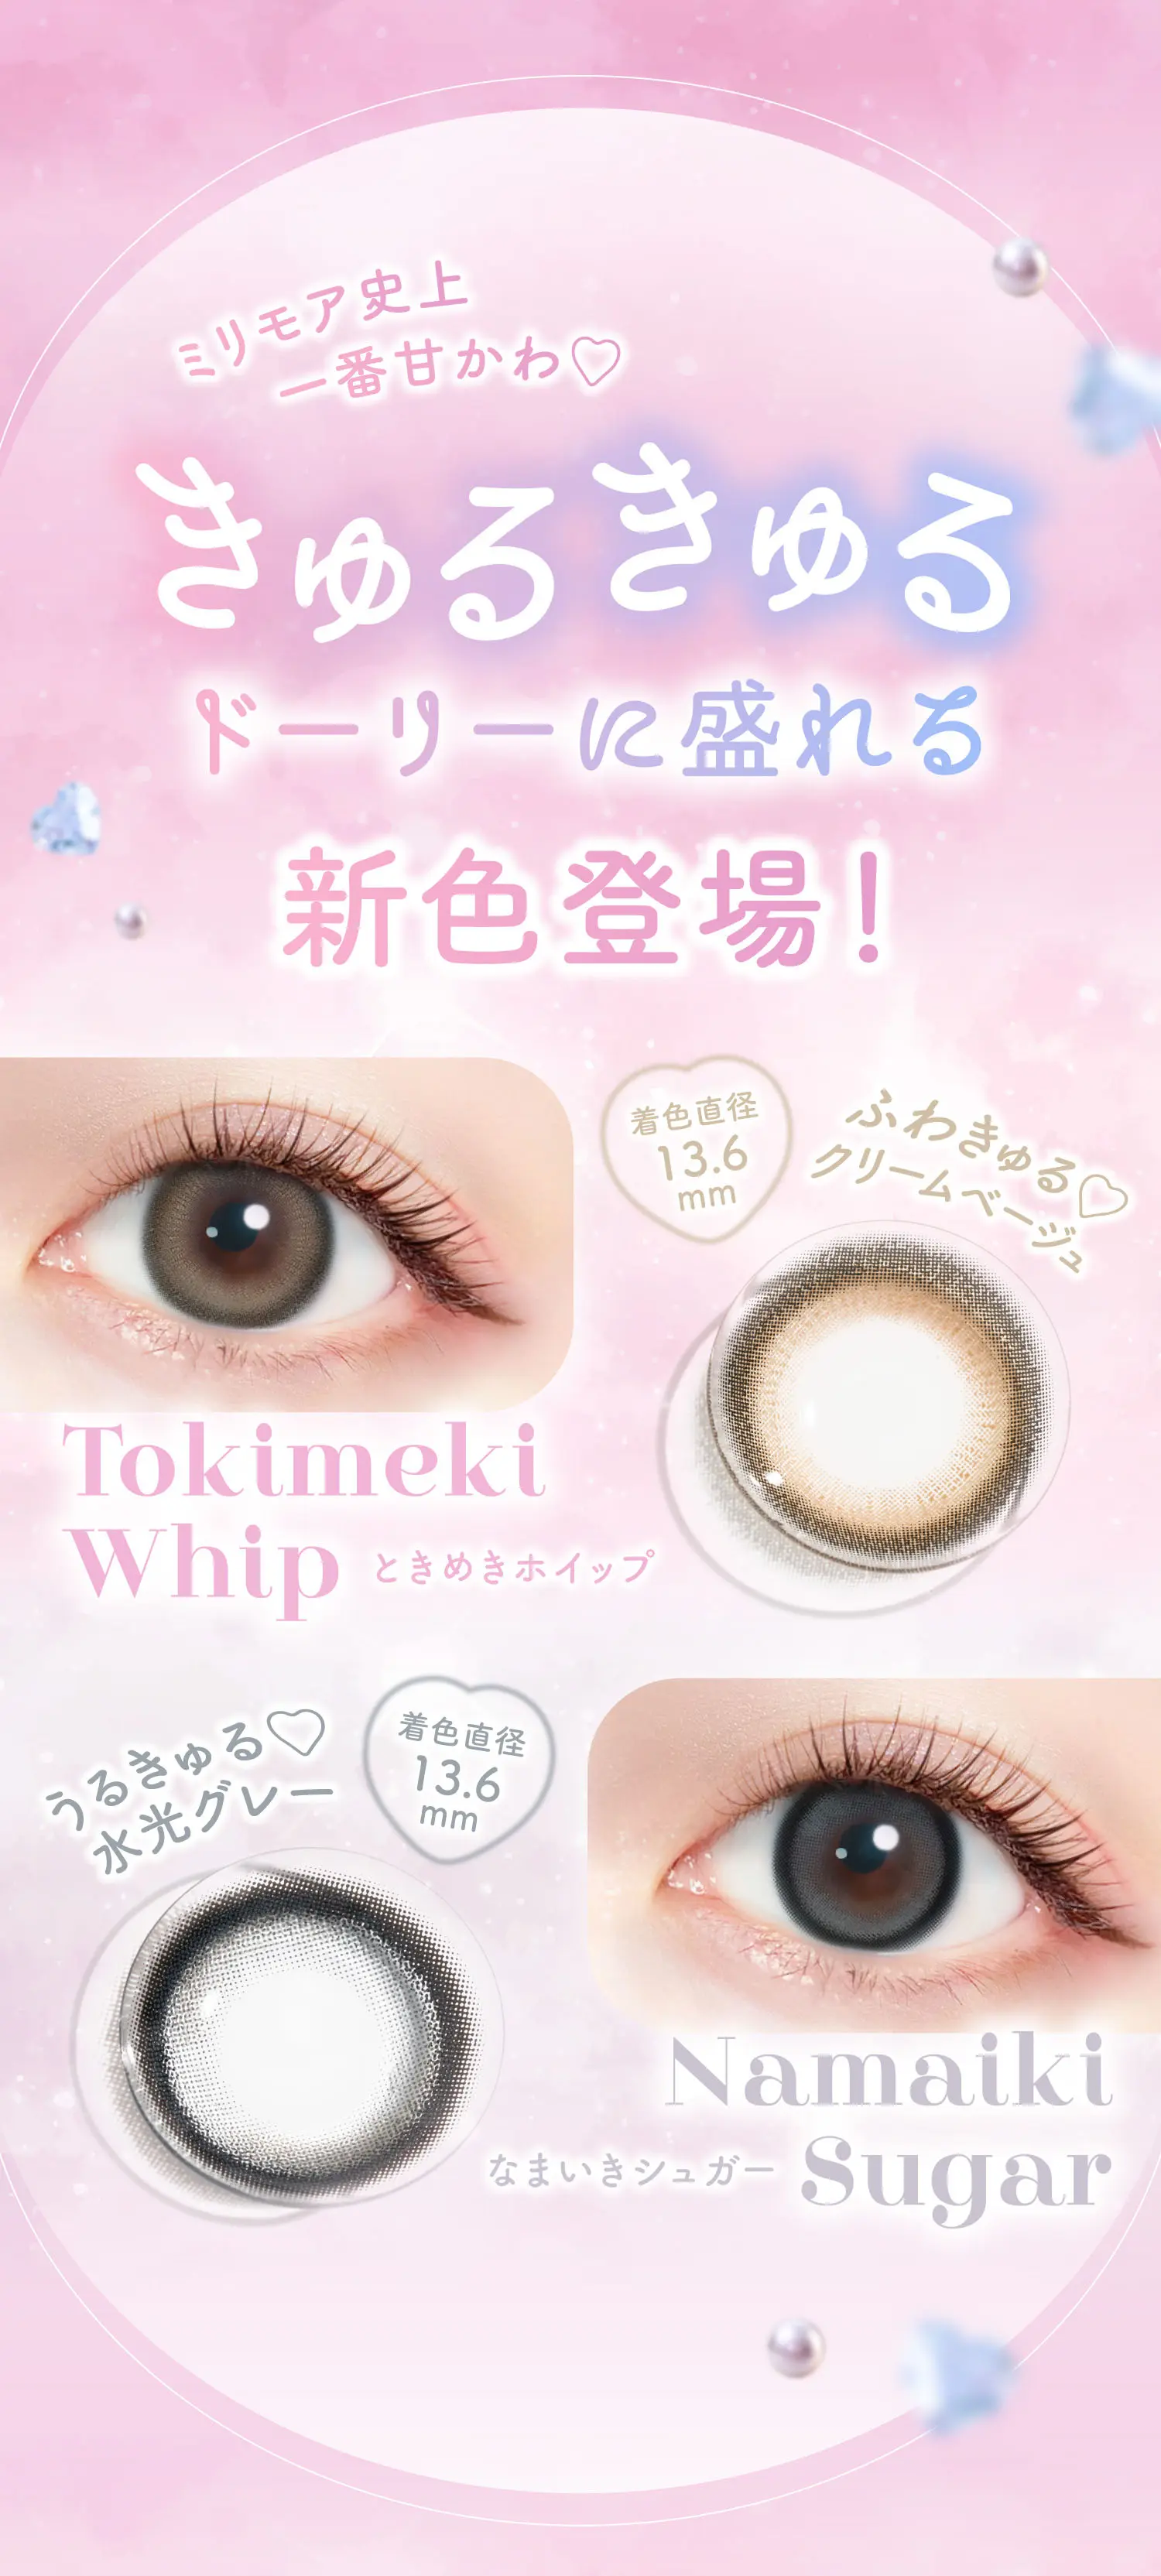 ミリモア史上
一番甘かわ♡
きゅるきゅる
ドーリーに盛れる
新色登場！
着色直径
13.6
mm
ふわきゅる♡
クリームベージュ
Tokimeki
Whip ときめきホイップ
うるきゅる♡
水光グレー
着色直径
13.6
mm
Namaiki
なまいきシュガー Sugar